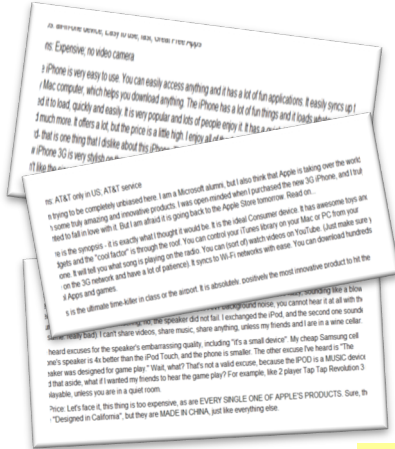 ns: Expensive; no video camera
e iPhone is very easy to use. You can easily access anything and it has a lot of fun applications. It easily syncs up
Mac computer, which helps you download anything. The iPhone has a lot of fun things and it loads
d it to load, quickly and easily. It is very popular and lots of people enjoy it. It has a
d much more. It offers a lot, but the price is a little high. I enjoy all of
d- that is one thing that I dislike about this iPhone.
iPhone 3G is very stylish
't like the
ns: AT&T only in US, AT&T service
trying to be completely unbiased here. I am a Microsoft alumni, but I also think that Apple is taking over the world
some truly amazing and innovative products. I was open-minded when I purchased the new 3G iPhone, and I trul
ted to fall in love with it. But I am afraid it is going back to the Apple Store tomorrow. Read on...
re is the synopsis - it is exactly what I thought it would be. It is the ideal Consumer device. It has awesome toys an
dgets and the "cool factor" is through the roof. You can control your iTunes library on your Mac or PC from your
one. It will tell you what song is playing on the radio. You can (sort of) watch videos on YouTube. (Just make sure y
on the 3G network and have a lot of patience). It syncs to Wi-Fi networks with ease. You can download hundreds
l Apps and games.
s is the ultimate time-killer in class or the airport. It is absolutely, positively the most innovative product to hit the
sounding like a blow
background noise, you cannot hear it at all with th
no, the speaker did not fail. I exchanged the iPod, and the second one sound
really bad). I can't share videos, share music, share anything, unless my friends and I are in a wine cellar.
heard excuses for the speaker's embarrassing quality, including "it's a small device". My cheap Samsung cell
one's speaker is 4x better than the iPod Touch, and the phone is smaller. The other excuse I've heard is "The
eaker was designed for game play." Wait, what? That's not a valid excuse, because the IPOD is a MUSIC device
d that aside, what if I wanted my friends to hear the game play? For example, like 2 player Tap Tap Revolution 3
layable, unless you are in a quiet room.
Price: Let's face it, this thing is too expensive, as are EVERY SINGLE ONE OF APPLE'S PRODUCTS. Sure, th
"Designed in California", but they are MADE IN CHINA, just like everything else.